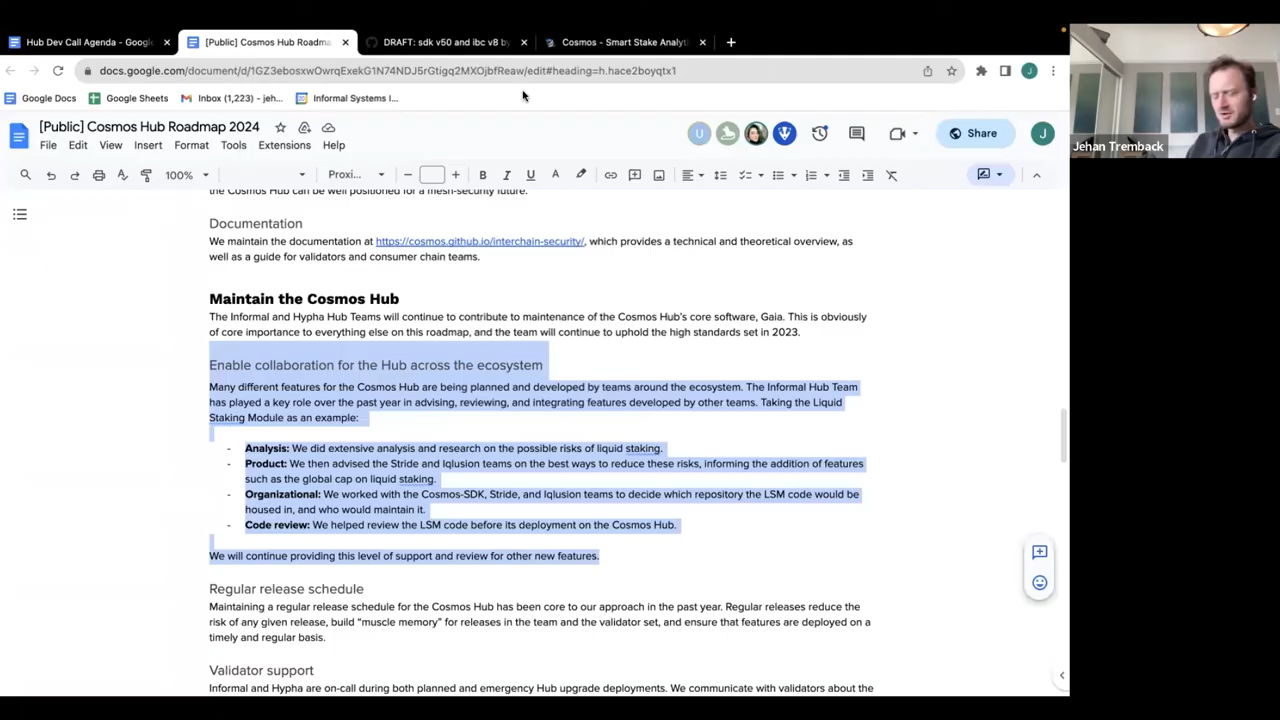 Hub Dev Call Agenda - Googl
[Public] Cosmos Hub Roadma
DRAFT: sdk v50 and ibc v8 by
Cosmos - Smart Stake Analyti
docs.google.com/document/d/1GZ3ebosxwOwrqExekG1N74NDJ5rGtigq2MXOjbfReaw/edit#heading=h.hace2boyqtx1
J
Google Docs
Google Sheets
Inbox (1,223) - jeh...
Informal Systems I...
[Public] Cosmos Hub Roadmap 2024
U
Share
J
File Edit View Insert Format Tools Extensions Help
100%
Proxi...
B I U A
the Cosmos Hub can be well positioned for a mesh-security future.
Documentation
We maintain the documentation at https://cosmos.github.io/interchain-security/, which provides a technical and theoretical overview, as
well as a guide for validators and consumer chain teams.
Maintain the Cosmos Hub
The Informal and Hypha Hub Teams will continue to contribute to maintenance of the Cosmos Hub's core software, Gaia. This is obviously
of core importance to everything else on this roadmap, and the team will continue to uphold the high standards set in 2023.
Enable collaboration for the Hub across the ecosystem
Many different features for the Cosmos Hub are being planned and developed by teams around the ecosystem. The Informal Hub Team
has played a key role over the past year in advising, reviewing, and integrating features developed by other teams. Taking the Liquid
Staking Module as an example:
- Analysis: We did extensive analysis and research on the possible risks of liquid staking.
- Product: We then advised the Stride and Iqlusion teams on the best ways to reduce these risks, informing the addition of features
such as the global cap on liquid staking.
- Organizational: We worked with the Cosmos-SDK, Stride, and Iqlusion teams to decide which repository the LSM code would be
housed in, and who would maintain it.
- Code review: We helped review the LSM code before its deployment on the Cosmos Hub.
We will continue providing this level of support and review for other new features.
Regular release schedule
Maintaining a regular release schedule for the Cosmos Hub has been core to our approach in the past year. Regular releases reduce the
risk of any given release, build “muscle memory” for releases in the team and the validator set, and ensure that features are deployed on a
timely and regular basis.
Validator support
Informal and Hypha are on-call during both planned and emergency Hub upgrade deployments. We communicate with validators about the
Jehan Tremback